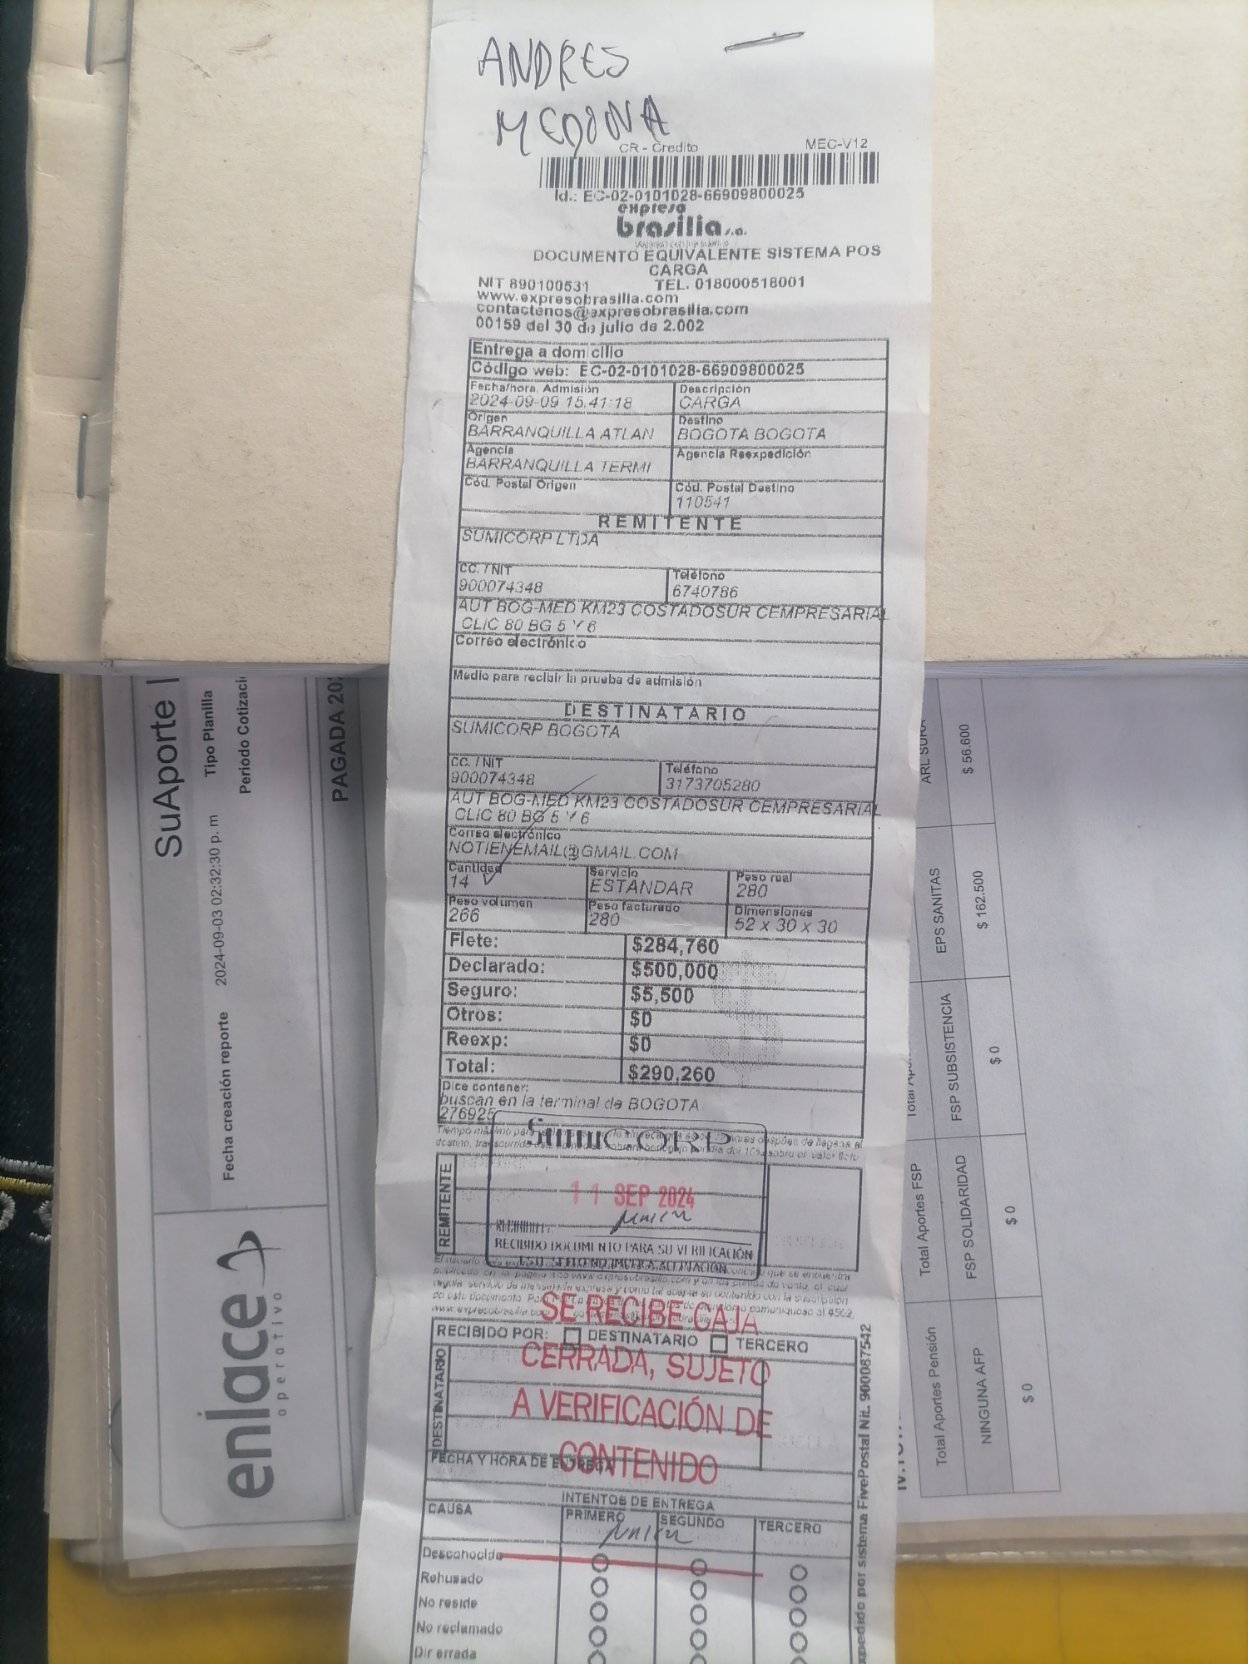 ANDRES
MEDINA
CR - Credito MEC-V12
Id.: EC-02-0101028-66909800025
expreso
brasilia s.a.
DOCUMENTO EQUIVALENTE SISTEMA POS
CARGA
NIT 890100531 TEL. 018000518001
www.expresobrasilia.com
contactenos@expresobrasilia.com
00159 del 30 de julio de 2.002
Entrega a domicilio
Código web: EC-02-0101028-66909800025
Fecha/hora. Admisión Descripción
2024-09-09 15:41:18 CARGA
Origen Destino
BARRANQUILLA ATLAN BOGOTA BOGOTA
Agencia Agencia Reexpedición
BARRANQUILLA TERMI
Cód. Postal Origen Cód. Postal Destino
110541
REMITENTE
SUMICORP LTDA
CC. / NIT Teléfono
900074348 6740786
AUT BOG-MED KM23 COSTADOSUR CEMPRESARIAL
CLIC 80 BG 5 Y 6
Correo electrónico
Medio para recibir la prueba de admisión
DESTINATARIO
SUMICORP BOGOTA
CC. / NIT Teléfono
900074348 3173705280
AUT BOG-MED KM23 COSTADOSUR CEMPRESARIAL
CLIC 80 BG 5 Y 6
Correo electrónico
NOTIENEMAIL@GMAIL.COM
Cantidad Servicio Peso real
14 ESTANDAR 280
Peso volumen Peso facturado Dimensiones
266 280 52 x 30 x 30
Flete: $284,760
Declarado: $500,000
Seguro: $5,500
Otros: $0
Reexp: $0
Total: $290,260
Dice contener:
buscan en la terminal de BOGOTA
276925
SumiCORP
11 SEP 2024
REMITENTE
RECIBIDO DOCUMENTO PARA SU VERIFICACIÓN
ESTE SELLO NO IMPLICA ACEPTACION
SE RECIBE CAJA
CERRADA, SUJETO
A VERIFICACIÓN DE
CONTENIDO
RECIBIDO POR: DESTINATARIO TERCERO
DESTINATARIO
FECHA Y HORA DE ENTREGA
INTENTOS DE ENTREGA
CAUSA PRIMERO SEGUNDO TERCERO
Desconocido
Rehusado
No reside
No reclamado
Dir errada
pedido por sistema FivePostal Nit. 900087542
SuAporte
Tipo Planilla
Periodo Cotizaci
PAGADA 20
Fecha creación reporte 2024-09-03 02:32:30 p. m
enlace
operativo
ARL SURA
$ 56.600
EPS SANITAS
$ 162.500
FSP SUBSISTENCIA
$ 0
Total Aportes FSP
FSP SOLIDARIDAD
$ 0
Total Aportes Pensión
NINGUNA AFP
$ 0